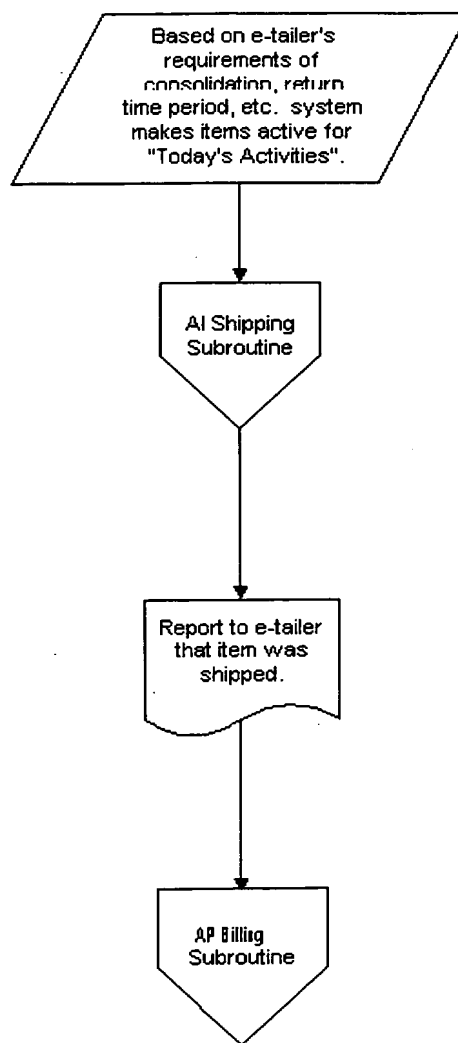 Based on e-tailer's
requirements of
consolidation, return
time period, etc. system
makes items active for
"Today's Activities".
AI Shipping
Subroutine
Report to e-tailer
that item was
shipped.
AP Billing
Subroutine